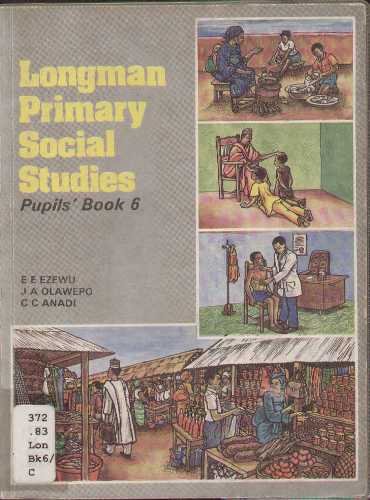 Longman
Primary
Social
Studies
Pupils' Book 6
E E EZEWU
J A OLAWEPO
C C ANADI
372
.83
Lon
Bk6/
C